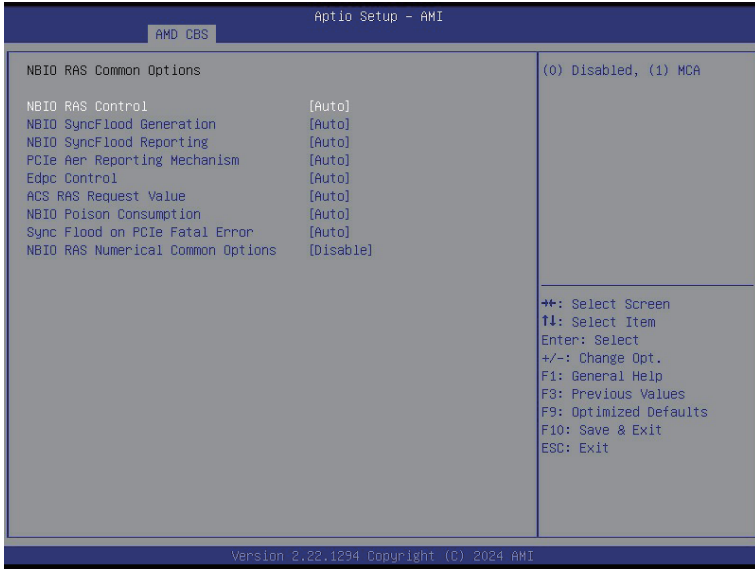 Aptio Setup – AMI
AMD CBS
NBIO RAS Common Options
NBIO RAS Control [Auto]
NBIO SyncFlood Generation [Auto]
NBIO SyncFlood Reporting [Auto]
PCIe Aer Reporting Mechanism [Auto]
Edpc Control [Auto]
ACS RAS Request Value [Auto]
NBIO Poison Consumption [Auto]
Sync Flood on PCIe Fatal Error [Auto]
NBIO RAS Numerical Common Options [Disable]
(0) Disabled, (1) MCA
→←: Select Screen
↑↓: Select Item
Enter: Select
+/-: Change Opt.
F1: General Help
F3: Previous Values
F9: Optimized Defaults
F10: Save & Exit
ESC: Exit
Version 2.22.1294 Copyright (C) 2024 AMI